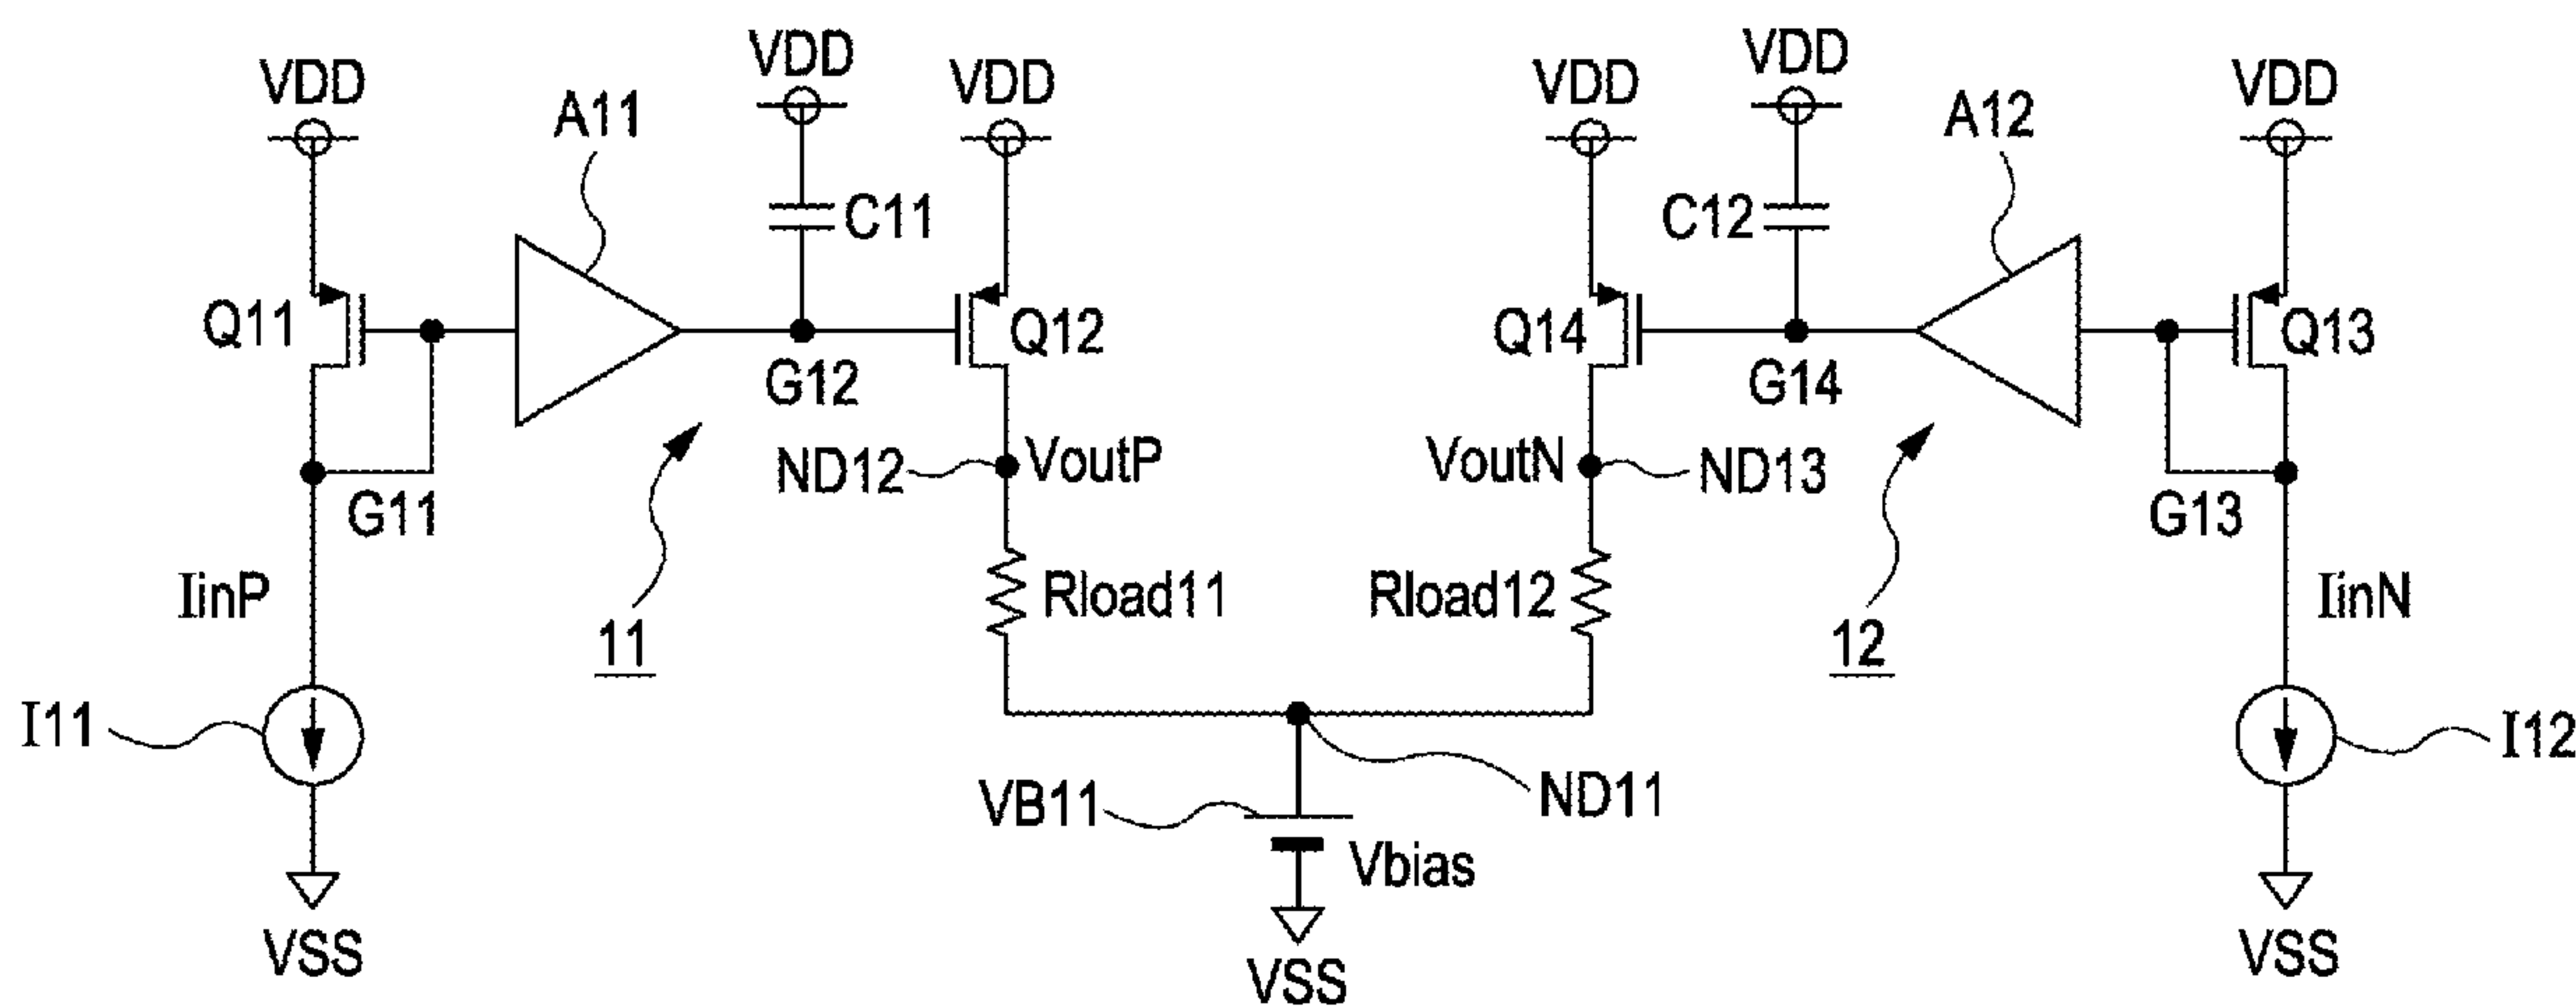 VDD
VDD
VDD
VDD
VDD
VDD
A11
A12
C11
C12
Q11
Q12
Q14
Q13
G12
G14
ND12
VoutP
VoutN
ND13
G11
G13
IinP
Rload11
Rload12
IinN
11
12
I11
I12
VB11
ND11
Vbias
VSS
VSS
VSS